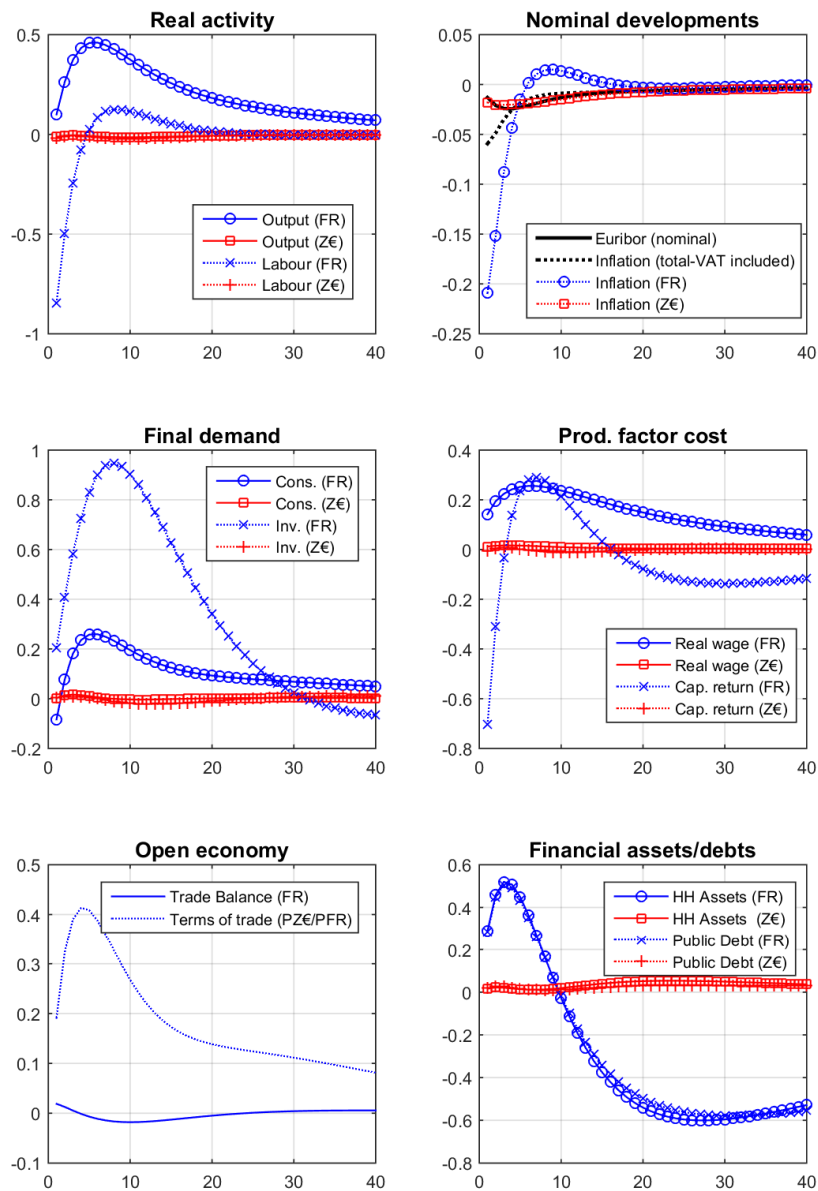 Real activity
0.5
0
-0.5
-1
0 10 20 30 40
Output (FR)
Output (Z€)
Labour (FR)
Labour (Z€)
Nominal developments
0.05
0
-0.05
-0.1
-0.15
-0.2
-0.25
0 10 20 30 40
Euribor (nominal)
Inflation (total-VAT included)
Inflation (FR)
Inflation (Z€)
Final demand
1
0.8
0.6
0.4
0.2
0
-0.2
0 10 20 30 40
Cons. (FR)
Cons. (Z€)
Inv. (FR)
Inv. (Z€)
Prod. factor cost
0.4
0.2
0
-0.2
-0.4
-0.6
-0.8
0 10 20 30 40
Real wage (FR)
Real wage (Z€)
Cap. return (FR)
Cap. return (Z€)
Open economy
0.5
0.4
0.3
0.2
0.1
0
-0.1
0 10 20 30 40
Trade Balance (FR)
Terms of trade (PZ€/PFR)
Financial assets/debts
0.6
0.4
0.2
0
-0.2
-0.4
-0.6
-0.8
0 10 20 30 40
HH Assets (FR)
HH Assets (Z€)
Public Debt (FR)
Public Debt (Z€)